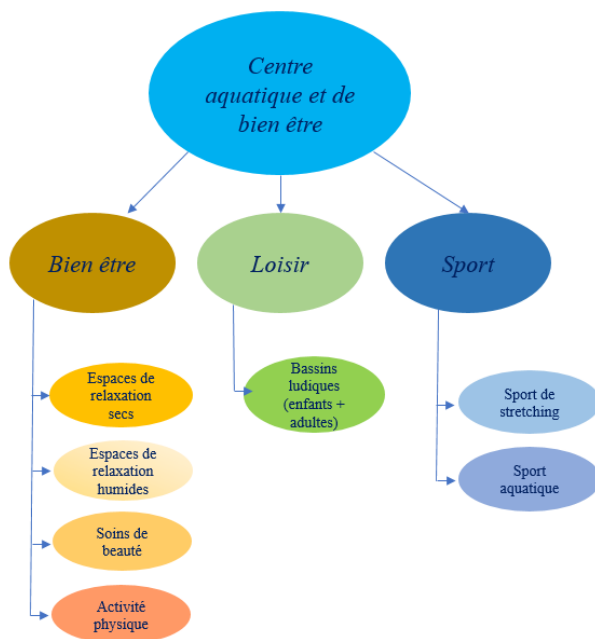 Centre
aquatique et de
bien être
Bien être
Loisir
Sport
Espaces de
relaxation
secs
Espaces de
relaxation
humides
Soins de
beauté
Activité
physique
Bassins
ludiques
(enfants +
adultes)
Sport de
stretching
Sport
aquatique